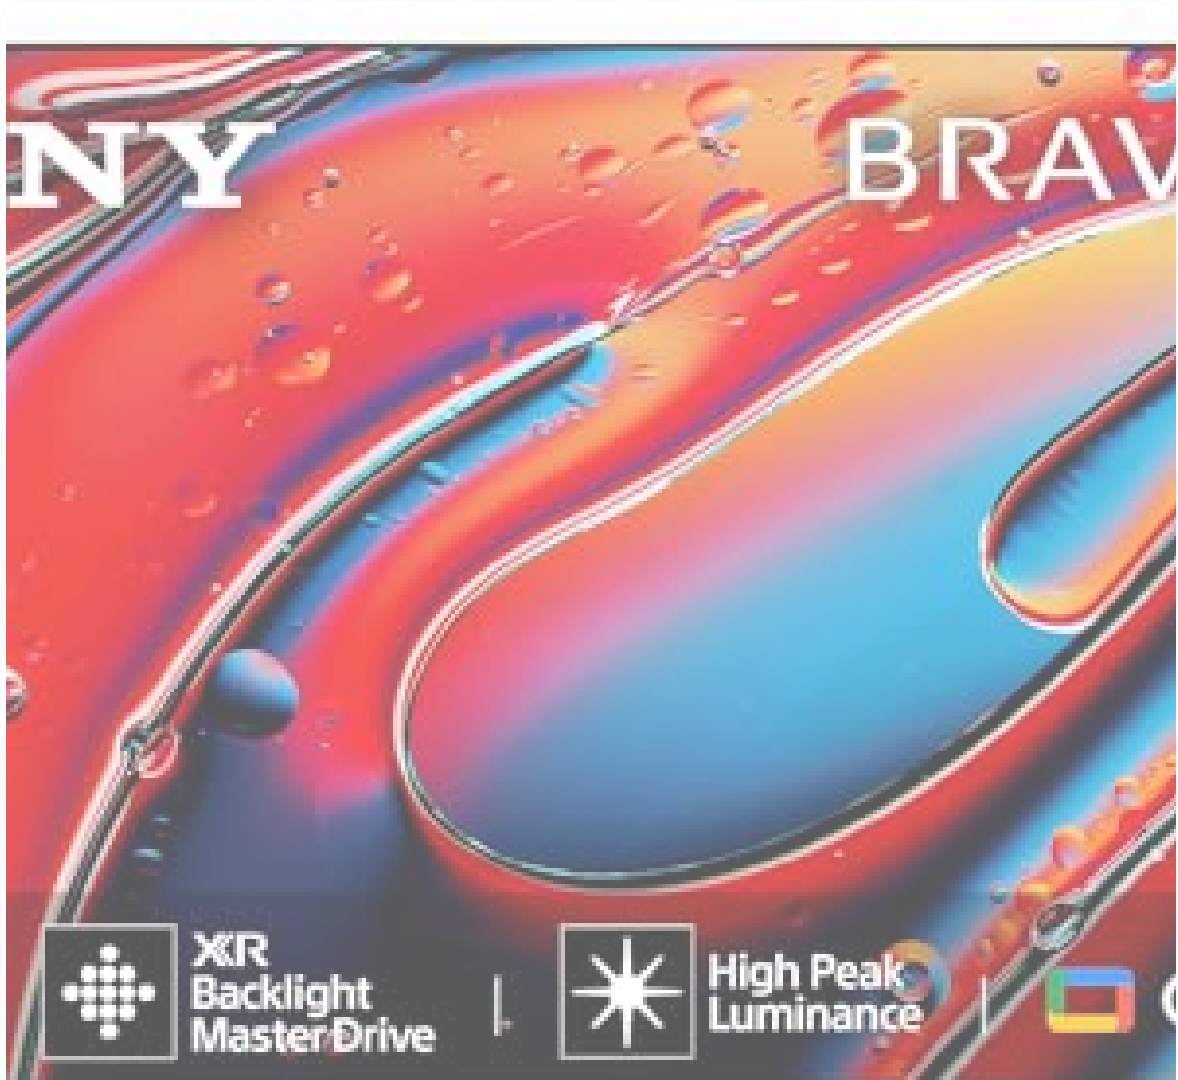 NY
BRAV
XR
Backlight
Master Drive
High Peak
Luminance